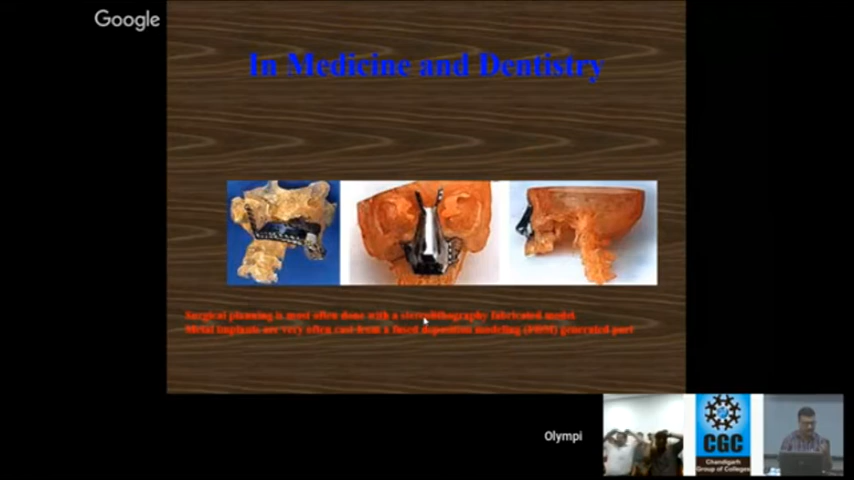 Google
In Medicine and Dentistry
Surgical planning is most often done with a stereolithography fabricated model
Metal implants are very often cast from a fused deposition modeling (FDM) generated part
Olympi
CGC
Chandigarh
Group of Colleges